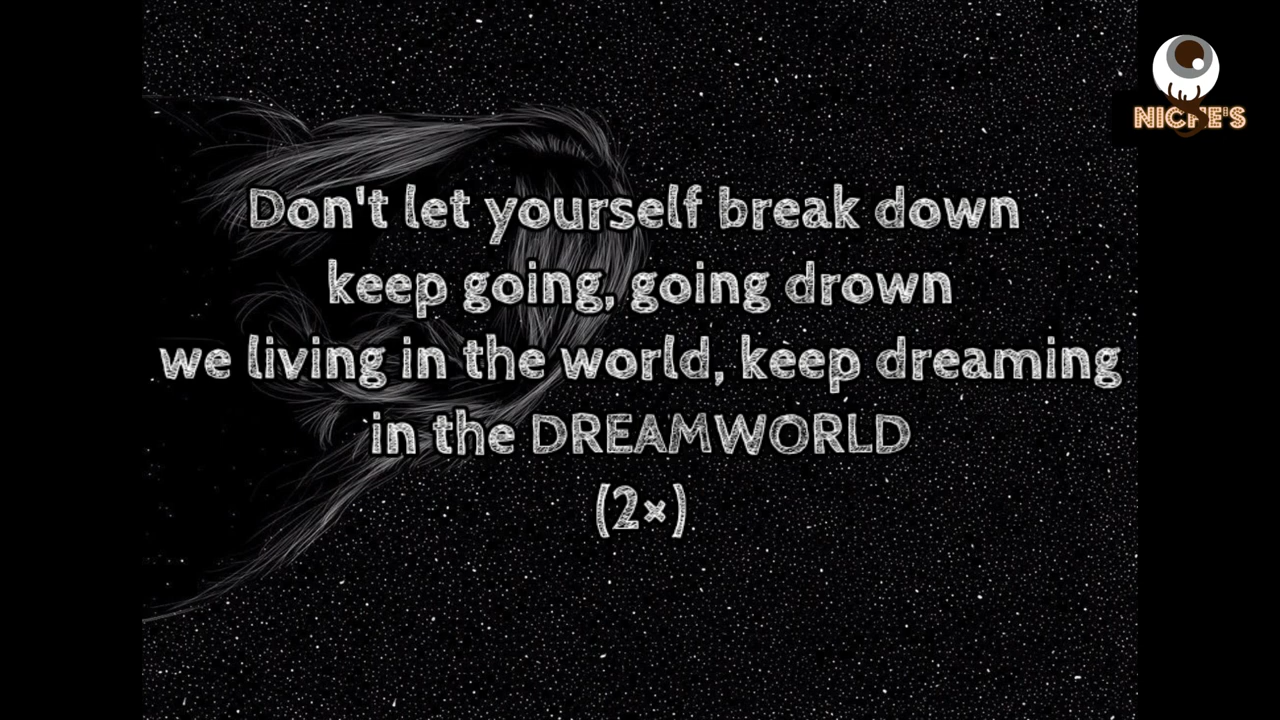 NICHE'S
Don't let yourself break down
keep going, going drown
we living in the world, keep dreaming
in the DREAMWORLD
(2×)